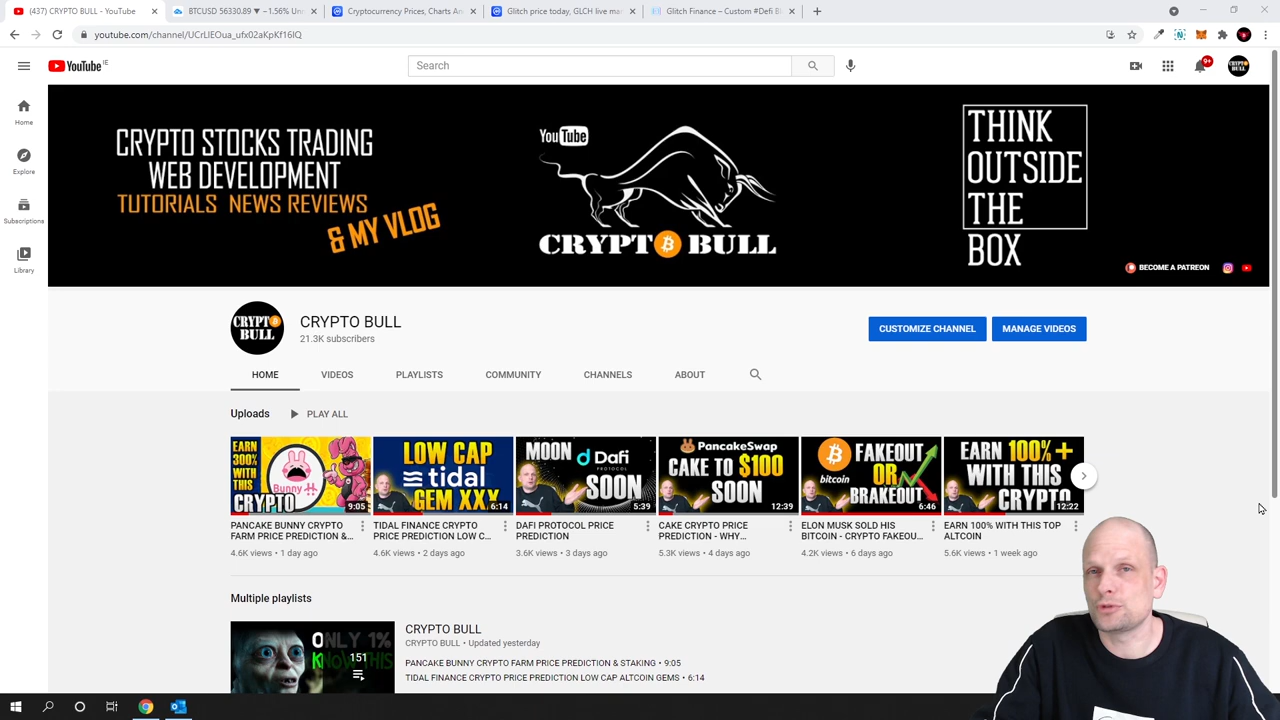 (437) CRYPTO BULL - YouTube
BTCUSD 56330.89 ▼ −1.56% Un
Cryptocurrency Prices, Charts An
Glitch price today, GLCH live ma
Glitch Finance – Custom #Defi Bl
youtube.com/channel/UCrLlEOua_ufx02aKpKf16IQ
YouTube IE
Search
9+
CRYPTO BULL
Home
Explore
Subscriptions
Library
CRYPTO STOCKS TRADING
WEB DEVELOPMENT
TUTORIALS NEWS REVIEWS
& MY VLOG
YouTube
CRYPT BULL
THINK
OUTSIDE
THE
BOX
BECOME A PATREON
CRYPTO BULL
CRYPTO BULL
21.3K subscribers
CUSTOMIZE CHANNEL
MANAGE VIDEOS
HOME
VIDEOS
PLAYLISTS
COMMUNITY
CHANNELS
ABOUT
Uploads
PLAY ALL
EARN
300%
WITH
THIS
Bunny
CRYPTO
9:05
LOW CAP
tidal
GEM XXX
6:14
MOON
Dafi
PROTOCOL
SOON
5:39
PancakeSwap
CAKE TO $100
SOON
12:39
FAKEOUT
bitcoin
OR
BREAKOUT
6:46
EARN 100%+
WITH THIS
CRYPTO
12:22
PANCAKE BUNNY CRYPTO
FARM PRICE PREDICTION &…
4.6K views • 1 day ago
TIDAL FINANCE CRYPTO
PRICE PREDICTION LOW C…
4.6K views • 2 days ago
DAFI PROTOCOL PRICE
PREDICTION
3.6K views • 3 days ago
CAKE CRYPTO PRICE
PREDICTION - WHY…
5.3K views • 4 days ago
ELON MUSK SOLD HIS
BITCOIN - CRYPTO FAKEOU…
4.2K views • 6 days ago
EARN 100% WITH THIS TOP
ALTCOIN
5.6K views • 1 week ago
Multiple playlists
ONLY 1%
KNOW THIS
151
CRYPTO BULL
CRYPTO BULL • Updated yesterday
PANCAKE BUNNY CRYPTO FARM PRICE PREDICTION & STAKING • 9:05
TIDAL FINANCE CRYPTO PRICE PREDICTION LOW CAP ALTCOIN GEMS • 6:14